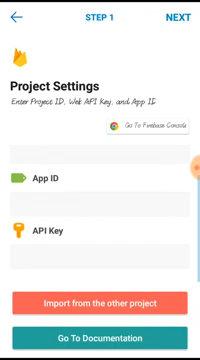 STEP 1
NEXT
Project Settings
Enter Project ID, Web API Key, and App ID
Go To Firebase Console
App ID
API Key
Import from the other project
Go To Documentation